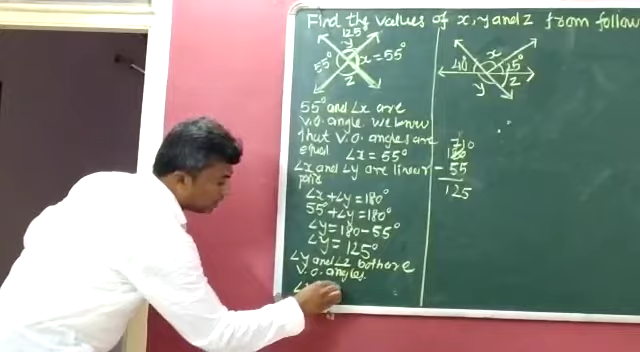 Find the values of x, y and z from follow
125°
y
55°
x = 55°
z
55° and ∠x are
v.o. angle. we know
that v.o. angles are
equal ∠x = 55°
∠x and ∠y are linear
pair
∠x + ∠y = 180°
55° + ∠y = 180°
∠y = 180 - 55°
∠y = 125°
∠y and ∠z both are
v.o. angles.
x
40°
25°
z
y
180
- 55
125